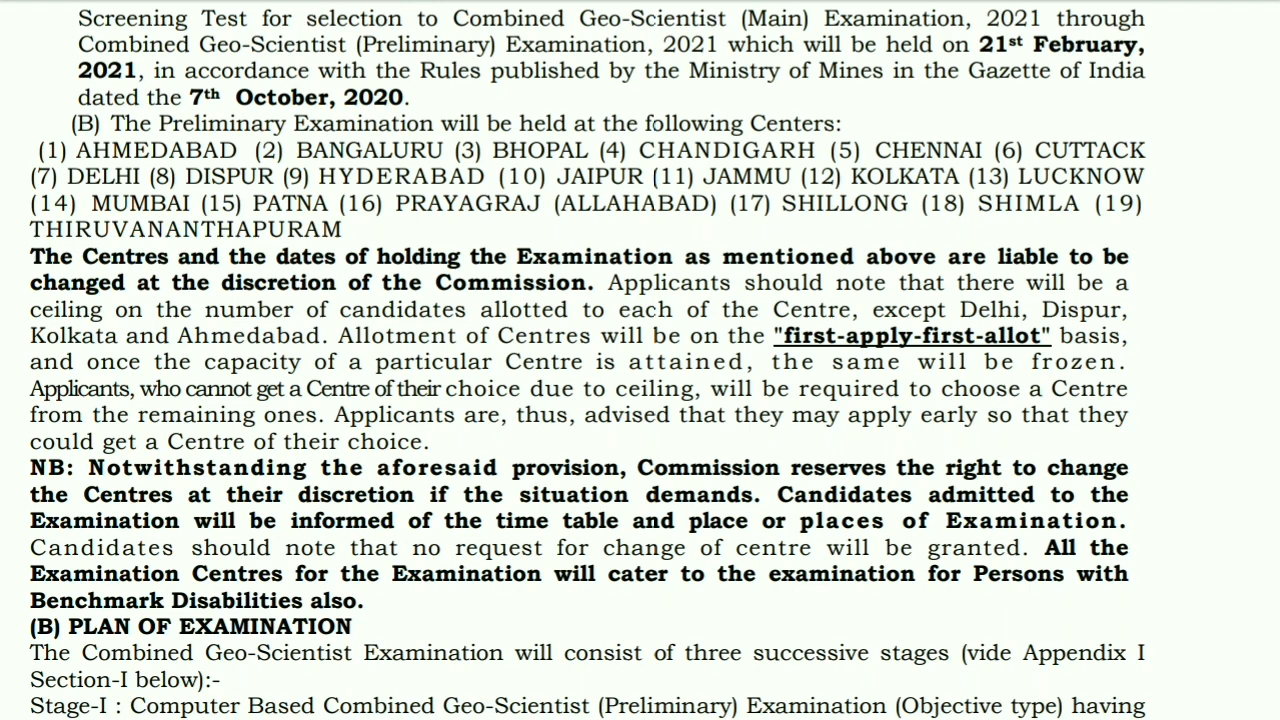 Screening Test for selection to Combined Geo-Scientist (Main) Examination, 2021 through
Combined Geo-Scientist (Preliminary) Examination, 2021 which will be held on 21st February,
2021, in accordance with the Rules published by the Ministry of Mines in the Gazette of India
dated the 7th October, 2020.
(B) The Preliminary Examination will be held at the following Centers:
(1) AHMEDABAD (2) BANGALURU (3) BHOPAL (4) CHANDIGARH (5) CHENNAI (6) CUTTACK
(7) DELHI (8) DISPUR (9) HYDERABAD (10) JAIPUR (11) JAMMU (12) KOLKATA (13) LUCKNOW
(14) MUMBAI (15) PATNA (16) PRAYAGRAJ (ALLAHABAD) (17) SHILLONG (18) SHIMLA (19)
THIRUVANANTHAPURAM
The Centres and the dates of holding the Examination as mentioned above are liable to be
changed at the discretion of the Commission. Applicants should note that there will be a
ceiling on the number of candidates allotted to each of the Centre, except Delhi, Dispur,
Kolkata and Ahmedabad. Allotment of Centres will be on the "first-apply-first-allot" basis,
and once the capacity of a particular Centre is attained, the same will be frozen.
Applicants, who cannot get a Centre of their choice due to ceiling, will be required to choose a Centre
from the remaining ones. Applicants are, thus, advised that they may apply early so that they
could get a Centre of their choice.
NB: Notwithstanding the aforesaid provision, Commission reserves the right to change
the Centres at their discretion if the situation demands. Candidates admitted to the
Examination will be informed of the time table and place or places of Examination.
Candidates should note that no request for change of centre will be granted. All the
Examination Centres for the Examination will cater to the examination for Persons with
Benchmark Disabilities also.
(B) PLAN OF EXAMINATION
The Combined Geo-Scientist Examination will consist of three successive stages (vide Appendix I
Section-I below):-
Stage-I : Computer Based Combined Geo-Scientist (Preliminary) Examination (Objective type) having